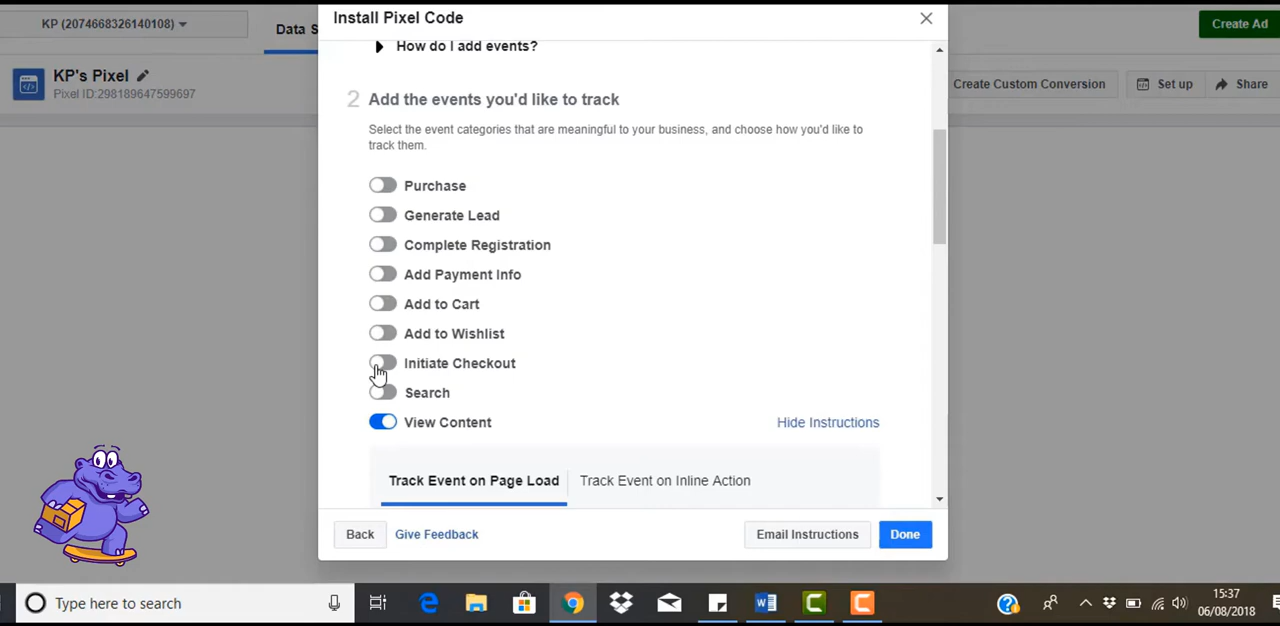 KP (2074668326140108)
Data S
Install Pixel Code
Create Ad
KP's Pixel
Pixel ID:298189647599697
Create Custom Conversion
Set up
Share
How do I add events?
2 Add the events you'd like to track
Select the event categories that are meaningful to your business, and choose how you'd like to
track them.
Purchase
Generate Lead
Complete Registration
Add Payment Info
Add to Cart
Add to Wishlist
Initiate Checkout
Search
View Content
Hide Instructions
Track Event on Page Load
Track Event on Inline Action
Back
Give Feedback
Email Instructions
Done
Type here to search
15:37
06/08/2018